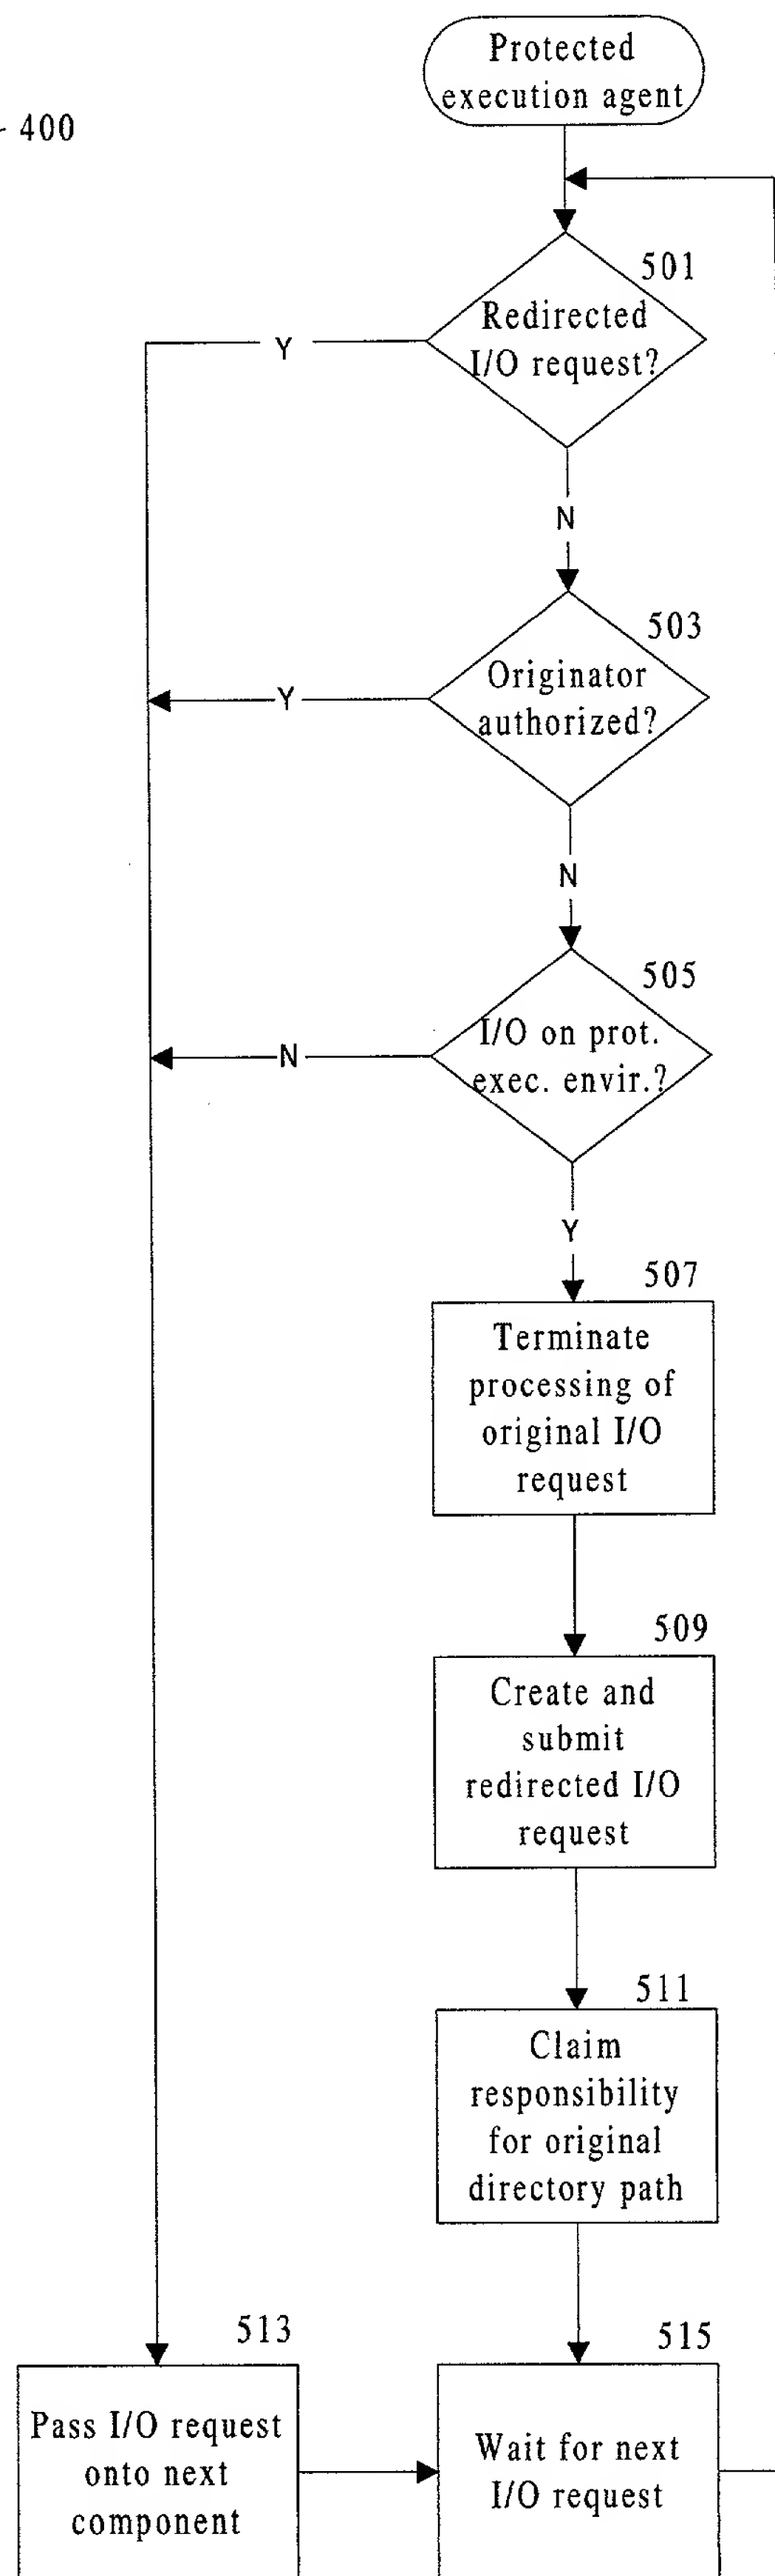 Protected
execution agent
400
501
Redirected
I/O request?
Y
N
503
Originator
authorized?
Y
N
505
I/O on prot.
exec. envir.?
N
Y
507
Terminate
processing of
original I/O
request
509
Create and
submit
redirected I/O
request
511
Claim
responsibility
for original
directory path
513
Pass I/O request
onto next
component
515
Wait for next
I/O request